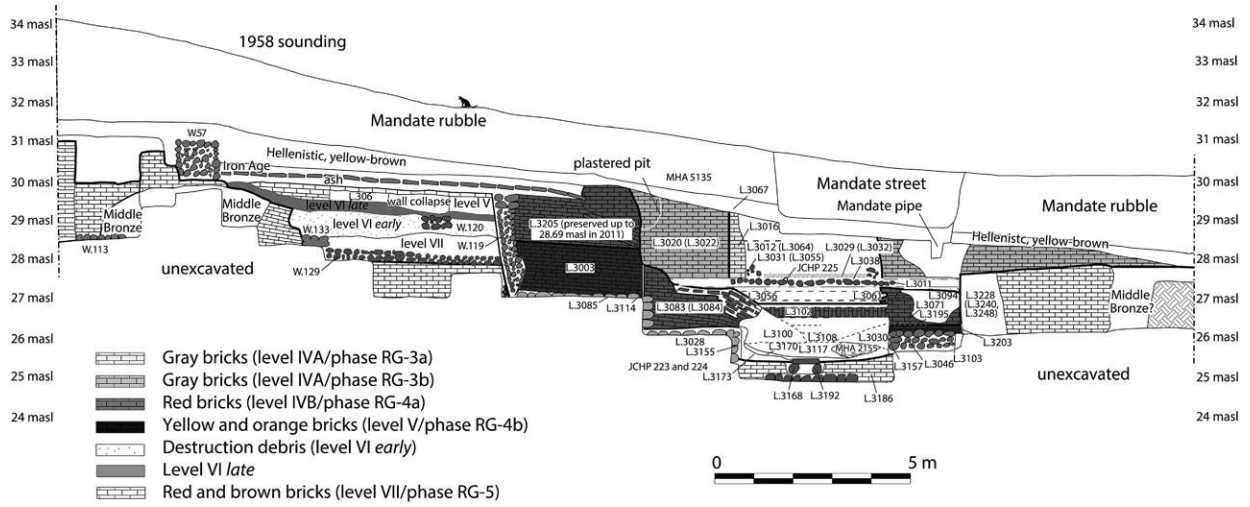 34 masl
33 masl
32 masl
31 masl
30 masl
29 masl
28 masl
27 masl
26 masl
25 masl
24 masl
34 masl
33 masl
32 masl
31 masl
30 masl
29 masl
28 masl
27 masl
26 masl
25 masl
24 masl
1958 sounding
Mandate rubble
W.57
Iron Age
Hellenistic, yellow-brown
ash
plastered pit
MHA 5135
L.3067
Mandate street
Mandate pipe
Mandate rubble
L.306
wall collapse
level V
level VI late
level VI early
Middle
Bronze
Middle
Bronze
W.133
W.120
W.119
level VII
W.113
W.129
unexcavated
L.3205 (preserved up to
28.69 masl in 2011)
L.3003
L.3020 (L.3022)
L.3016
L.3012 (L.3064)
L.3031 (L.3055)
L.3029 (L.3032)
L.3038
JCHP 225
Hellenistc, yellow-brown
L.3011
L.3056
L.3061
L.3094
L.3071
L.3195
L.3228
(L.3240,
L.3248)
Middle
Bronze?
L.3085
L.3114
L.3083 (L.3084)
L.3102
L.3100
L.3108
L.3030
L.3170
L.3117
MHA 2155
L.3028
L.3155
L.3203
L.3103
L.3157
L.3046
JCHP 223 and 224
L.3173
L.3168
L.3192
L.3186
unexcavated
Gray bricks (level IVA/phase RG-3a)
Gray bricks (level IVA/phase RG-3b)
Red bricks (level IVB/phase RG-4a)
Yellow and orange bricks (level V/phase RG-4b)
Destruction debris (level VI early)
Level VI late
Red and brown bricks (level VII/phase RG-5)
0
5 m